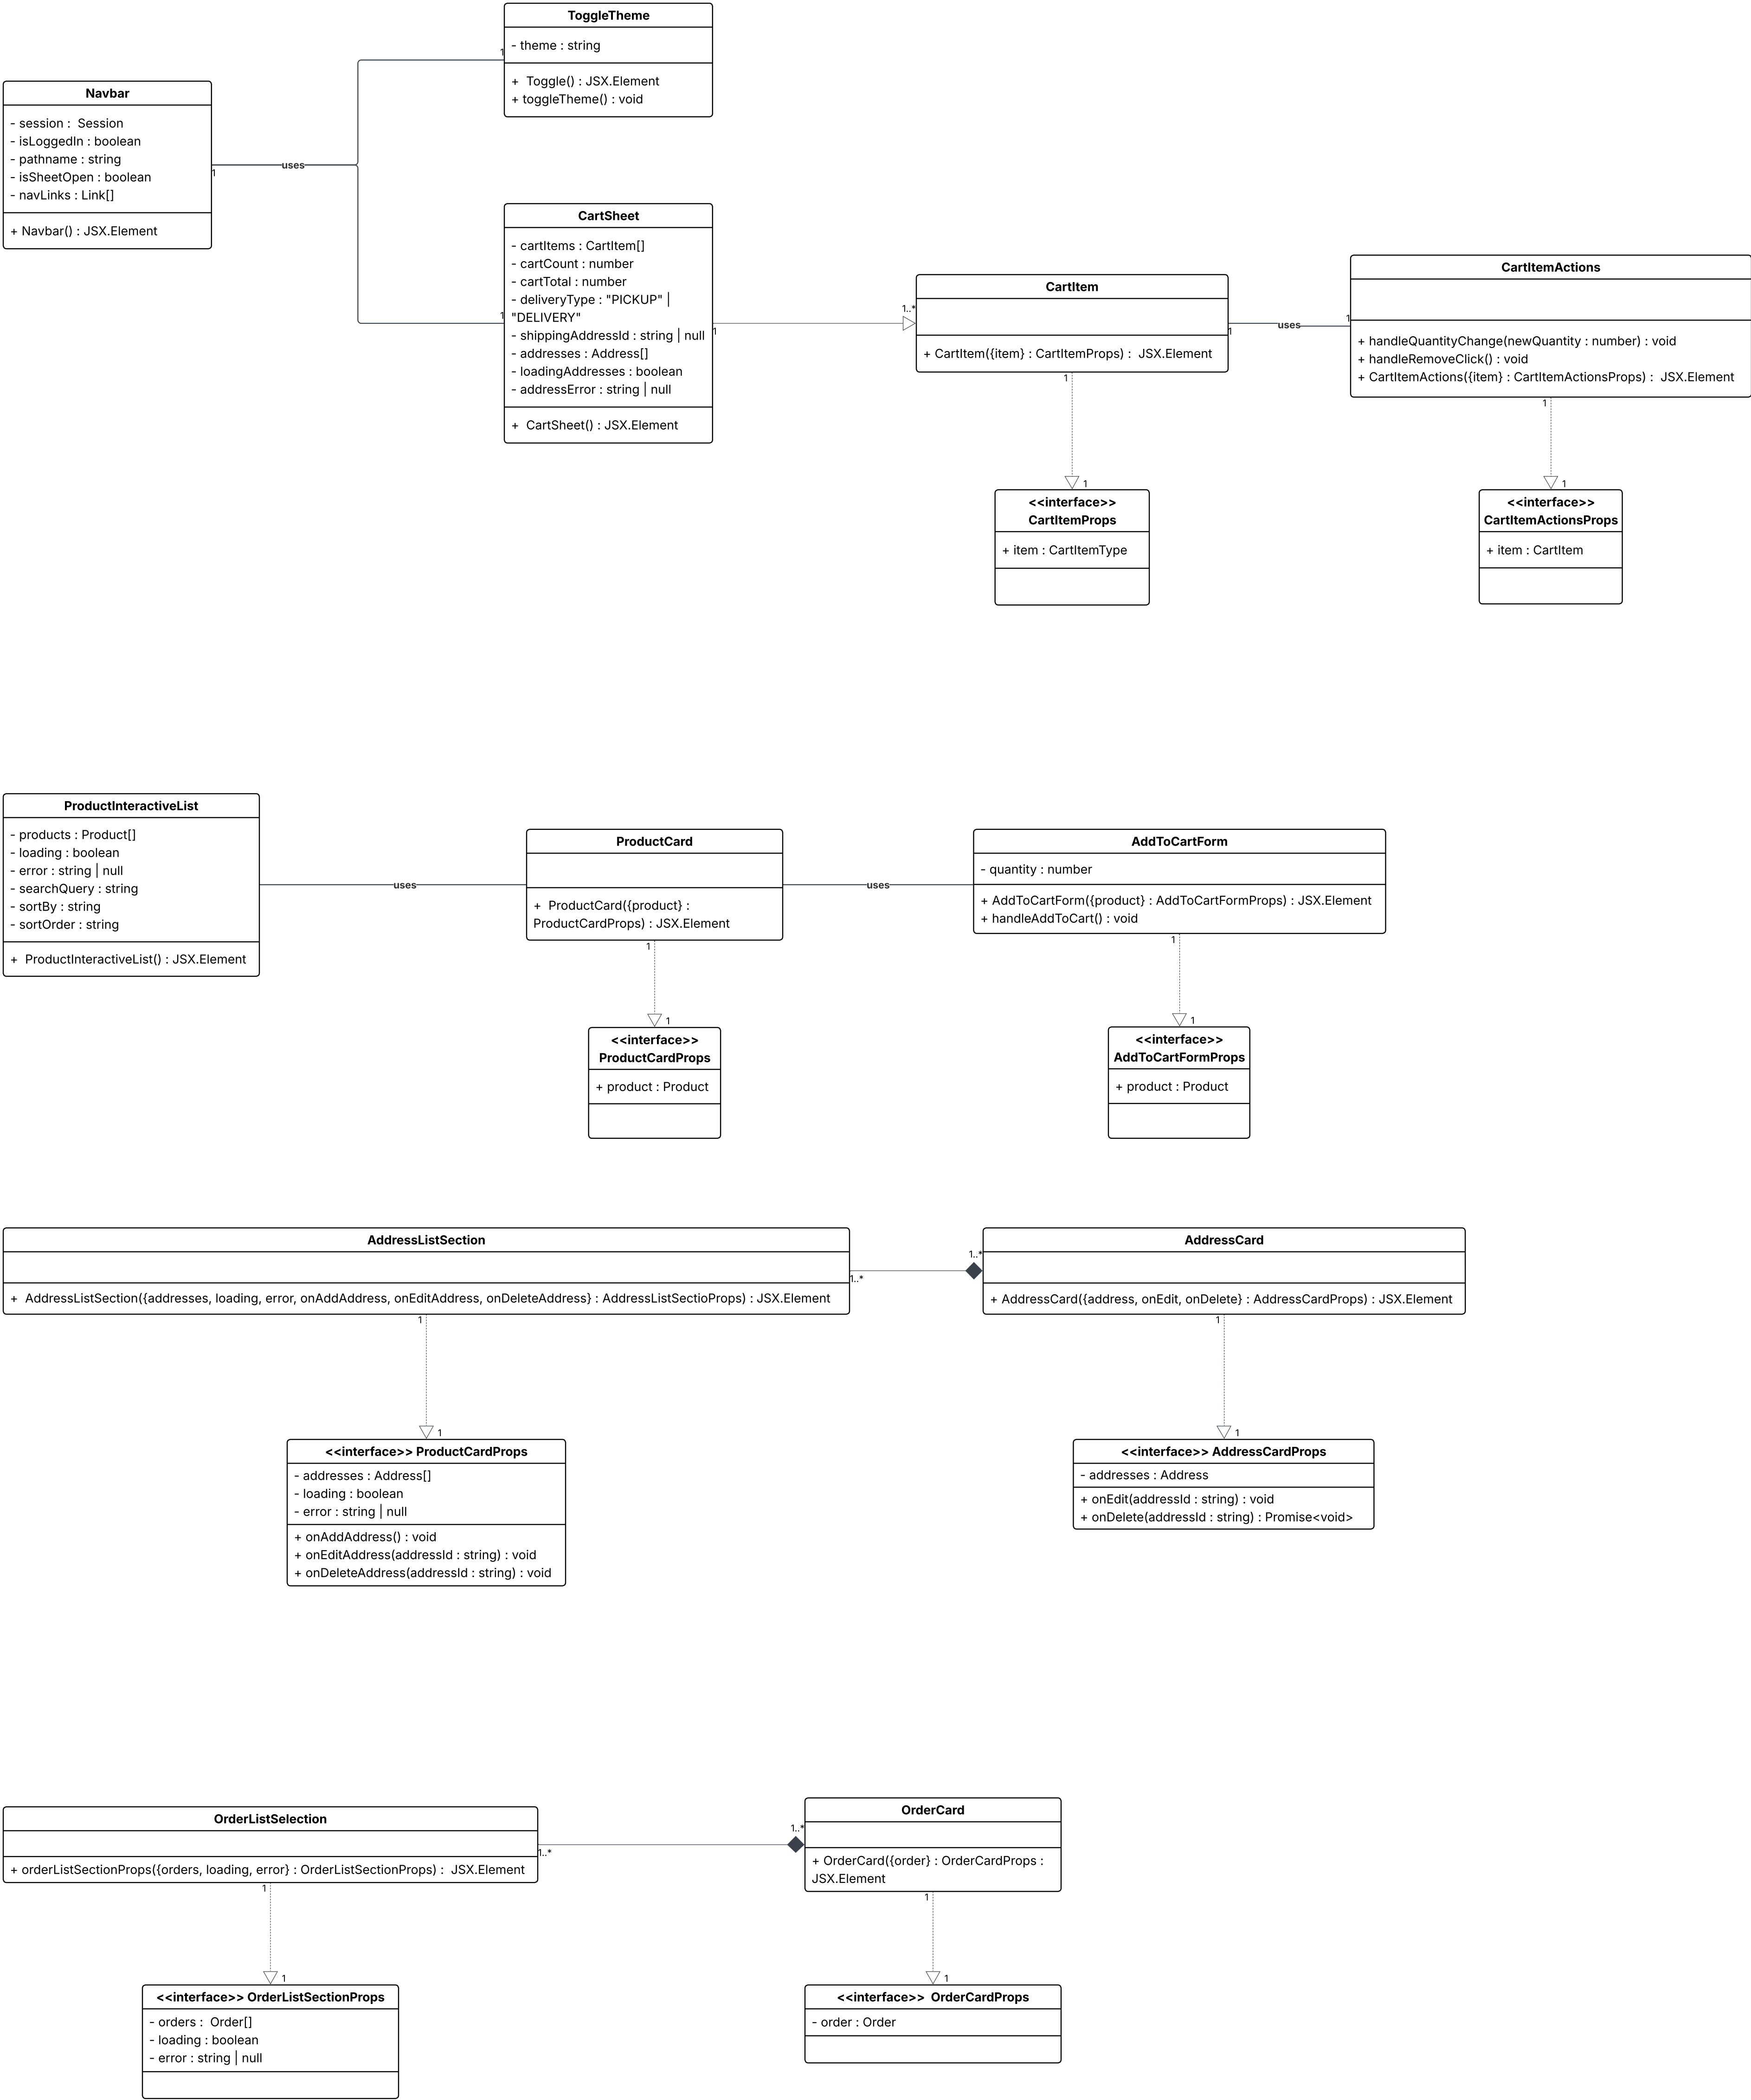 ToggleTheme
- theme : string
+  Toggle() : JSX.Element
+ toggleTheme() : void
1
Navbar
- session :  Session
- isLoggedIn : boolean
- pathname : string
- isSheetOpen : boolean
- navLinks : Link[]
+ Navbar() : JSX.Element
1
uses
CartSheet
- cartItems : CartItem[]
- cartCount : number
- cartTotal : number
- deliveryType : "PICKUP" |
"DELIVERY"
- shippingAddressId : string | null
- addresses : Address[]
- loadingAddresses : boolean
- addressError : string | null
+  CartSheet() : JSX.Element
1
1
1..*
CartItem
+ CartItem({item} : CartItemProps) :  JSX.Element
1
uses
1
1
CartItemActions
+ handleQuantityChange(newQuantity : number) : void
+ handleRemoveClick() : void
+ CartItemActions({item} : CartItemActionsProps) :  JSX.Element
1
1
<<interface>>
CartItemProps
+ item : CartItemType
1
<<interface>>
CartItemActionsProps
+ item : CartItem
ProductInteractiveList
- products : Product[]
- loading : boolean
- error : string | null
- searchQuery : string
- sortBy : string
- sortOrder : string
+  ProductInteractiveList() : JSX.Element
uses
ProductCard
+  ProductCard({product} :
ProductCardProps) : JSX.Element
1
uses
AddToCartForm
- quantity : number
+ AddToCartForm({product} : AddToCartFormProps) : JSX.Element
+ handleAddToCart() : void
1
1
<<interface>>
ProductCardProps
+ product : Product
1
<<interface>>
AddToCartFormProps
+ product : Product
AddressListSection
+  AddressListSection({addresses, loading, error, onAddAddress, onEditAddress, onDeleteAddress} : AddressListSectioProps) : JSX.Element
1
1..*
1..*
AddressCard
+ AddressCard({address, onEdit, onDelete} : AddressCardProps) : JSX.Element
1
1
<<interface>> ProductCardProps
- addresses : Address[]
- loading : boolean
- error : string | null
+ onAddAddress() : void
+ onEditAddress(addressId : string) : void
+ onDeleteAddress(addressId : string) : void
1
<<interface>> AddressCardProps
- addresses : Address
+ onEdit(addressId : string) : void
+ onDelete(addressId : string) : Promise<void>
OrderListSelection
+ orderListSectionProps({orders, loading, error} : OrderListSectionProps) :  JSX.Element
1
1..*
1..*
OrderCard
+ OrderCard({order} : OrderCardProps :
JSX.Element
1
1
<<interface>> OrderListSectionProps
- orders :  Order[]
- loading : boolean
- error : string | null
1
<<interface>>  OrderCardProps
- order : Order